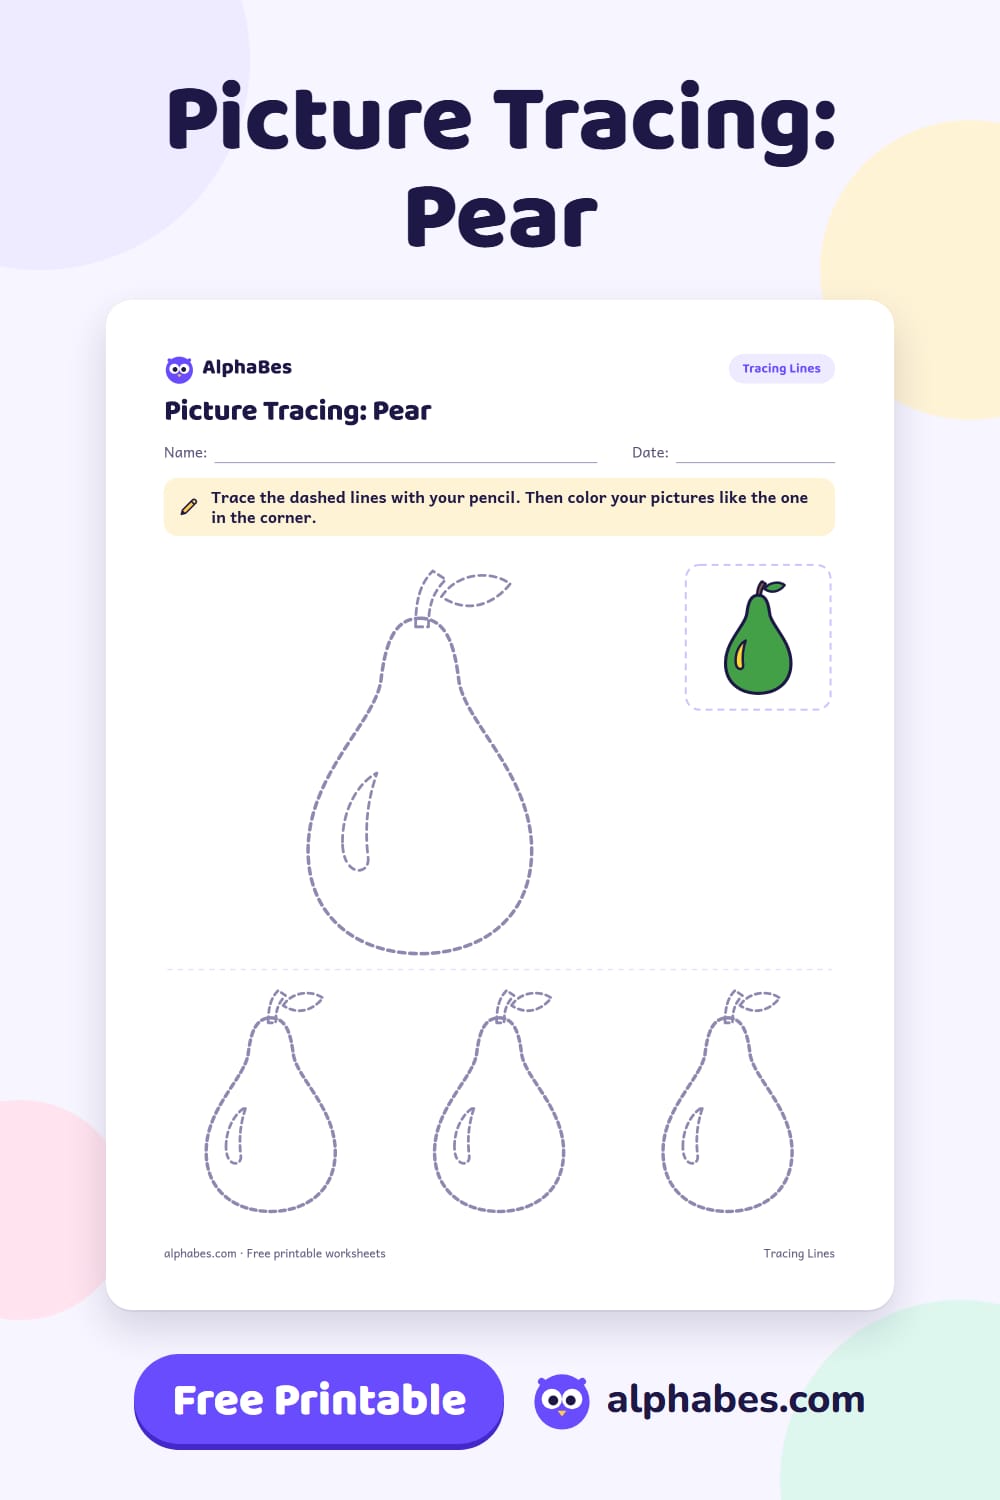 Picture Tracing:
Pear
AlphaBes
Tracing Lines
Picture Tracing: Pear
Name:
Date:
Trace the dashed lines with your pencil. Then color your pictures like the one
in the corner.
alphabes.com · Free printable worksheets
Tracing Lines
Free Printable
alphabes.com